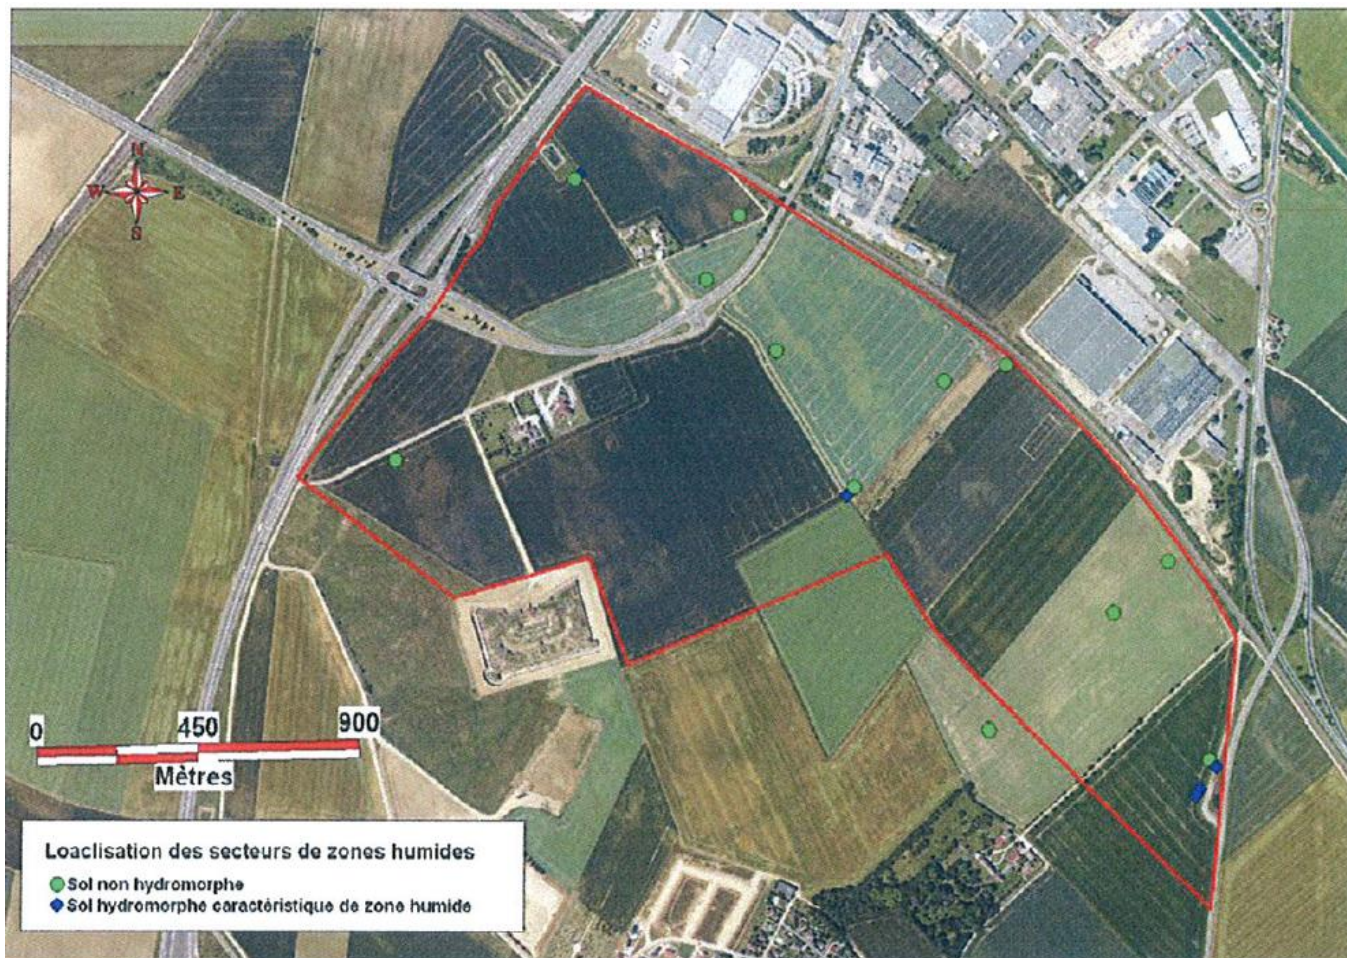 N
W E
S
0 450 900
Mètres
Loaclisation des secteurs de zones humides
Sol non hydromorphe
Sol hydromorphe caractéristique de zone humide